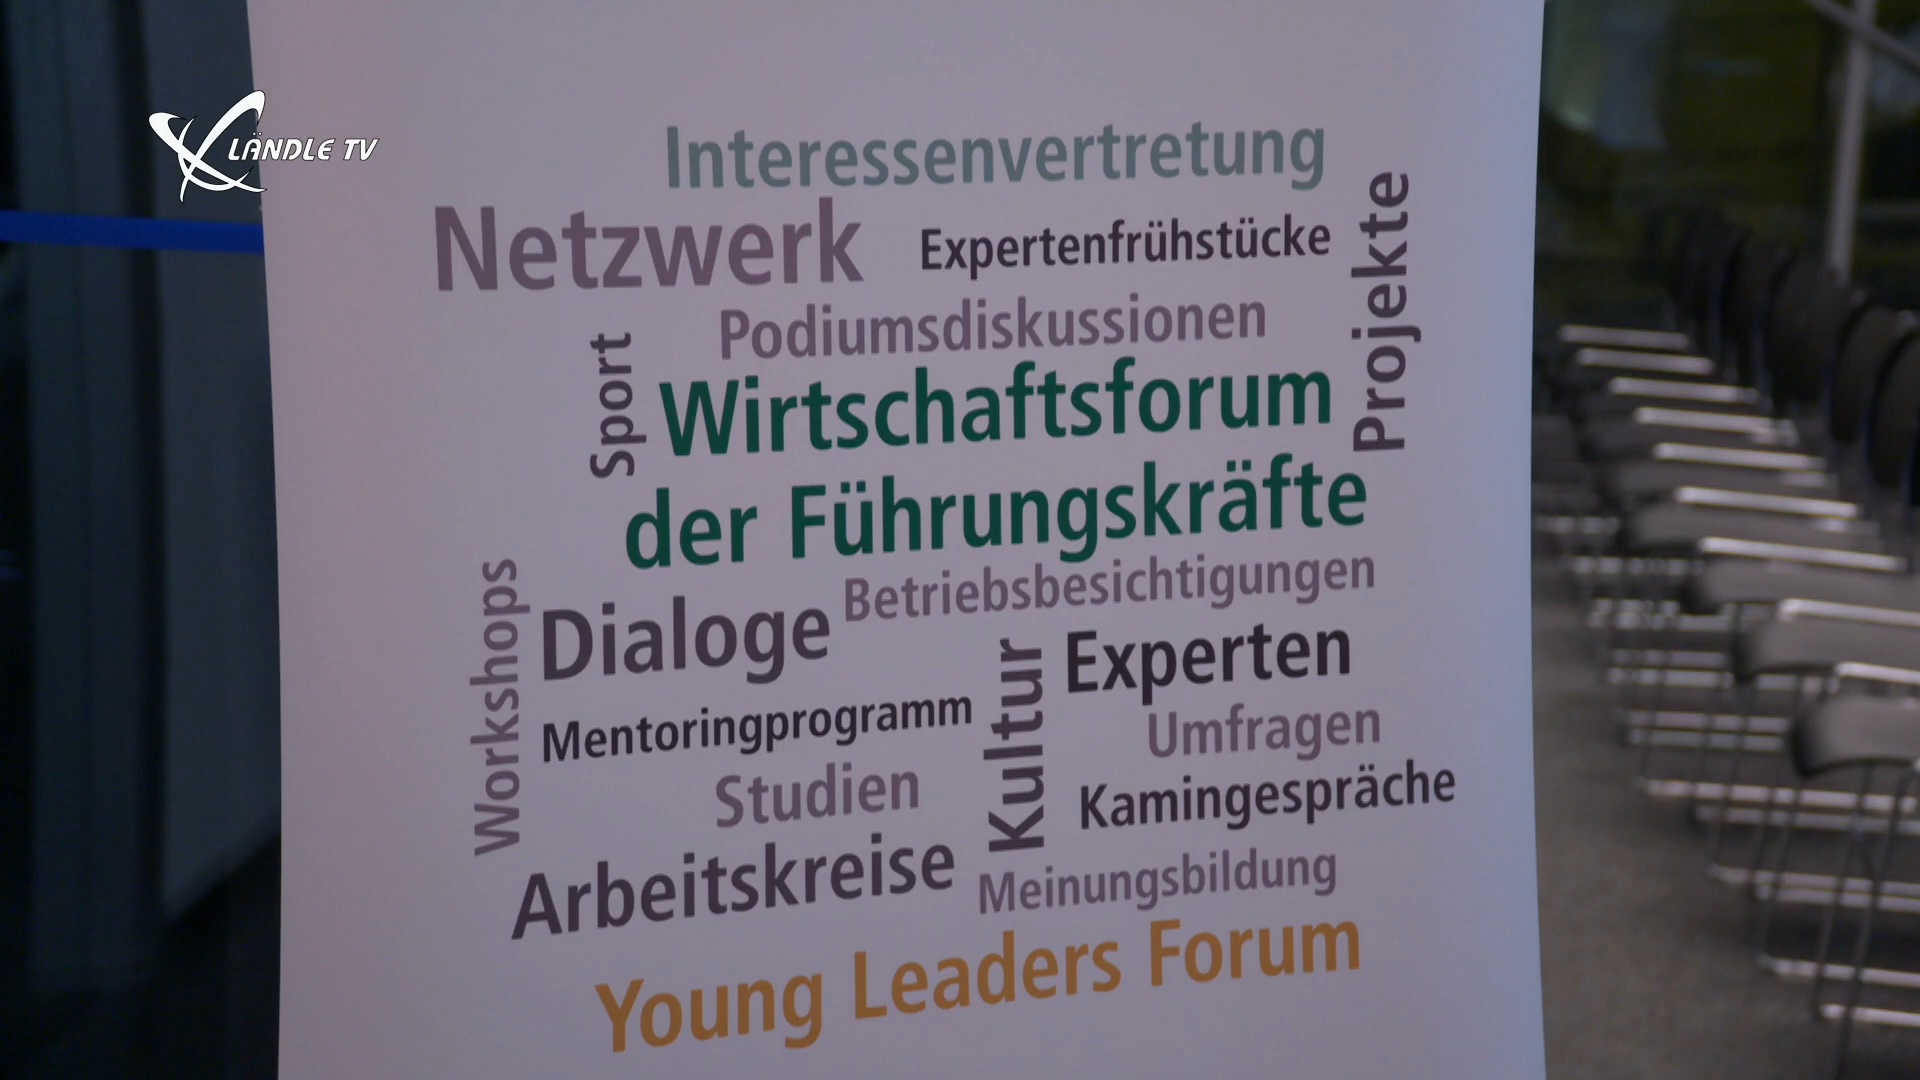 LÄNDLE TV
Interessenvertretung
Netzwerk
Expertenfrühstücke
Projekte
Podiumsdiskussionen
Sport
Wirtschaftsforum
der Führungskräfte
Betriebsbesichtigungen
Workshops
Dialoge
Kultur
Experten
Mentoringprogramm
Umfragen
Studien
Kamingespräche
Arbeitskreise
Meinungsbildung
Young Leaders Forum